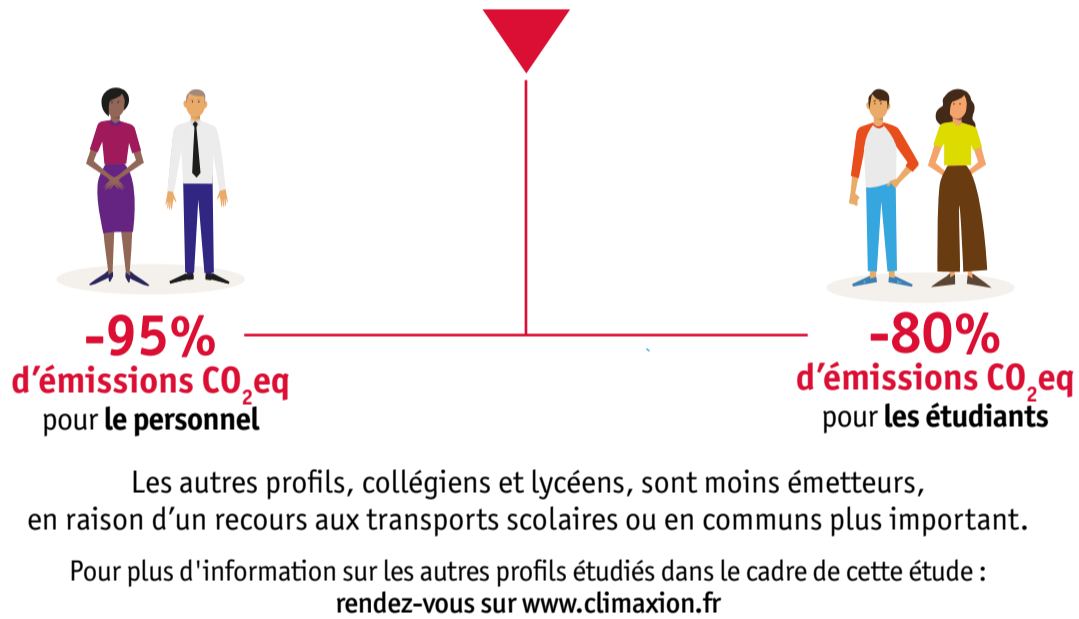 -95%
d’émissions CO₂eq
pour le personnel
-80%
d’émissions CO₂eq
pour les étudiants
Les autres profils, collégiens et lycéens, sont moins émetteurs,
en raison d’un recours aux transports scolaires ou en communs plus important.
Pour plus d'information sur les autres profils étudiés dans le cadre de cette étude :
rendez-vous sur www.climaxion.fr